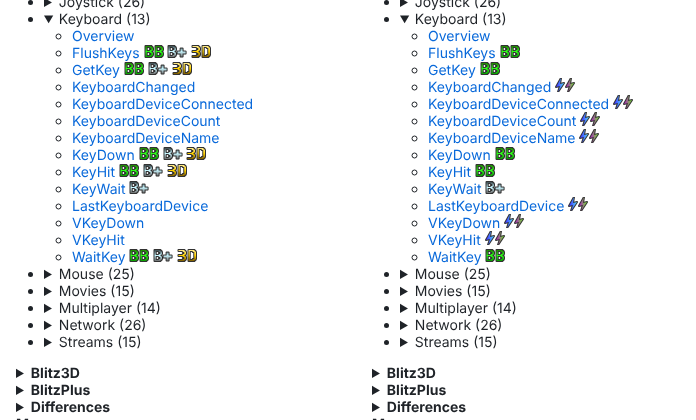 Joystick (26)
Keyboard (13)
Overview
FlushKeys BB B+ 3D
GetKey BB B+ 3D
KeyboardChanged
KeyboardDeviceConnected
KeyboardDeviceCount
KeyboardDeviceName
KeyDown BB B+ 3D
KeyHit BB B+ 3D
KeyWait B+
LastKeyboardDevice
VKeyDown
VKeyHit
WaitKey BB B+ 3D
Mouse (25)
Movies (15)
Multiplayer (14)
Network (26)
Streams (15)
Blitz3D
BlitzPlus
Differences
Joystick (26)
Keyboard (13)
Overview
FlushKeys BB
GetKey BB
KeyboardChanged
KeyboardDeviceConnected
KeyboardDeviceCount
KeyboardDeviceName
KeyDown BB
KeyHit BB
KeyWait B+
LastKeyboardDevice
VKeyDown
VKeyHit
WaitKey BB
Mouse (25)
Movies (15)
Multiplayer (14)
Network (26)
Streams (15)
Blitz3D
BlitzPlus
Differences